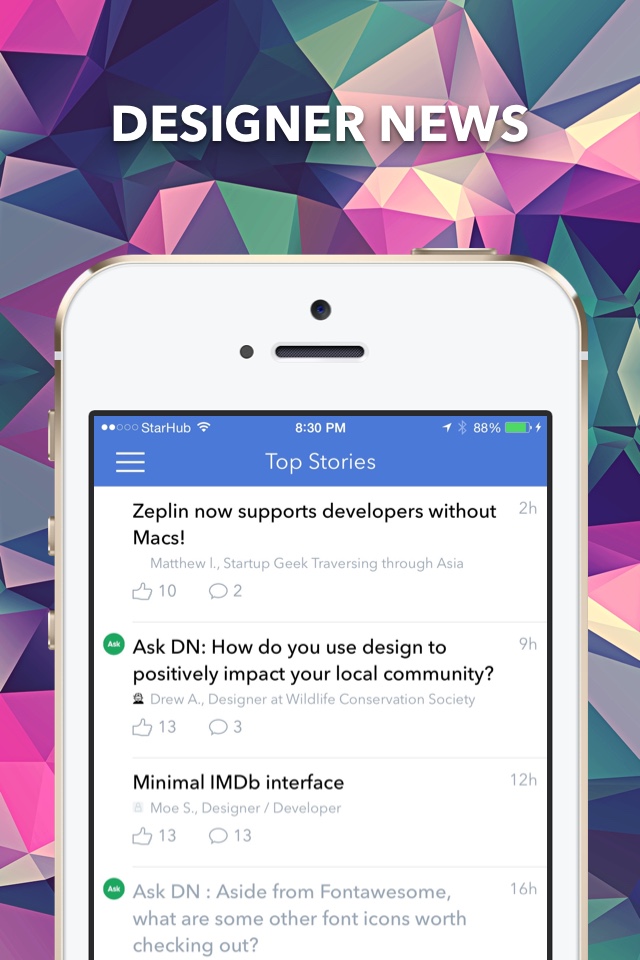 DESIGNER NEWS
StarHub 8:30 PM 88%
Top Stories
Zeplin now supports developers without 2h
Macs!
Matthew I., Startup Geek Traversing through Asia
10 2
Ask Ask DN: How do you use design to 9h
positively impact your local community?
Drew A., Designer at Wildlife Conservation Society
13 3
Minimal IMDb interface 12h
Moe S., Designer / Developer
13 13
Ask Ask DN : Aside from Fontawesome, 16h
what are some other font icons worth
checking out?